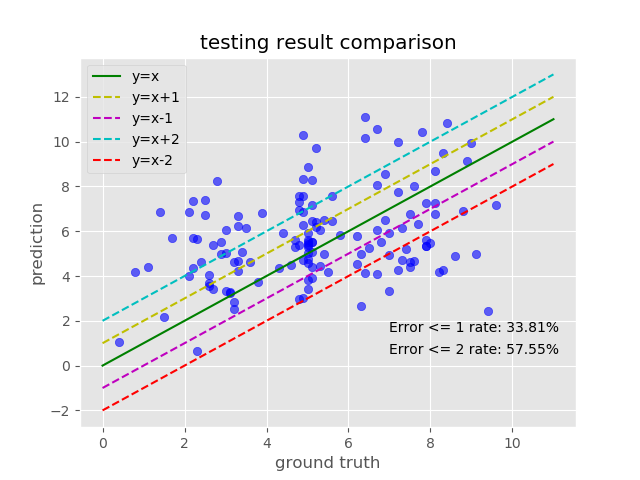 testing result comparison
y=x
y=x+1
y=x-1
y=x+2
y=x-2
12
10
8
6
4
2
0
−2
prediction
Error <= 1 rate: 33.81%
Error <= 2 rate: 57.55%
0 2 4 6 8 10
ground truth